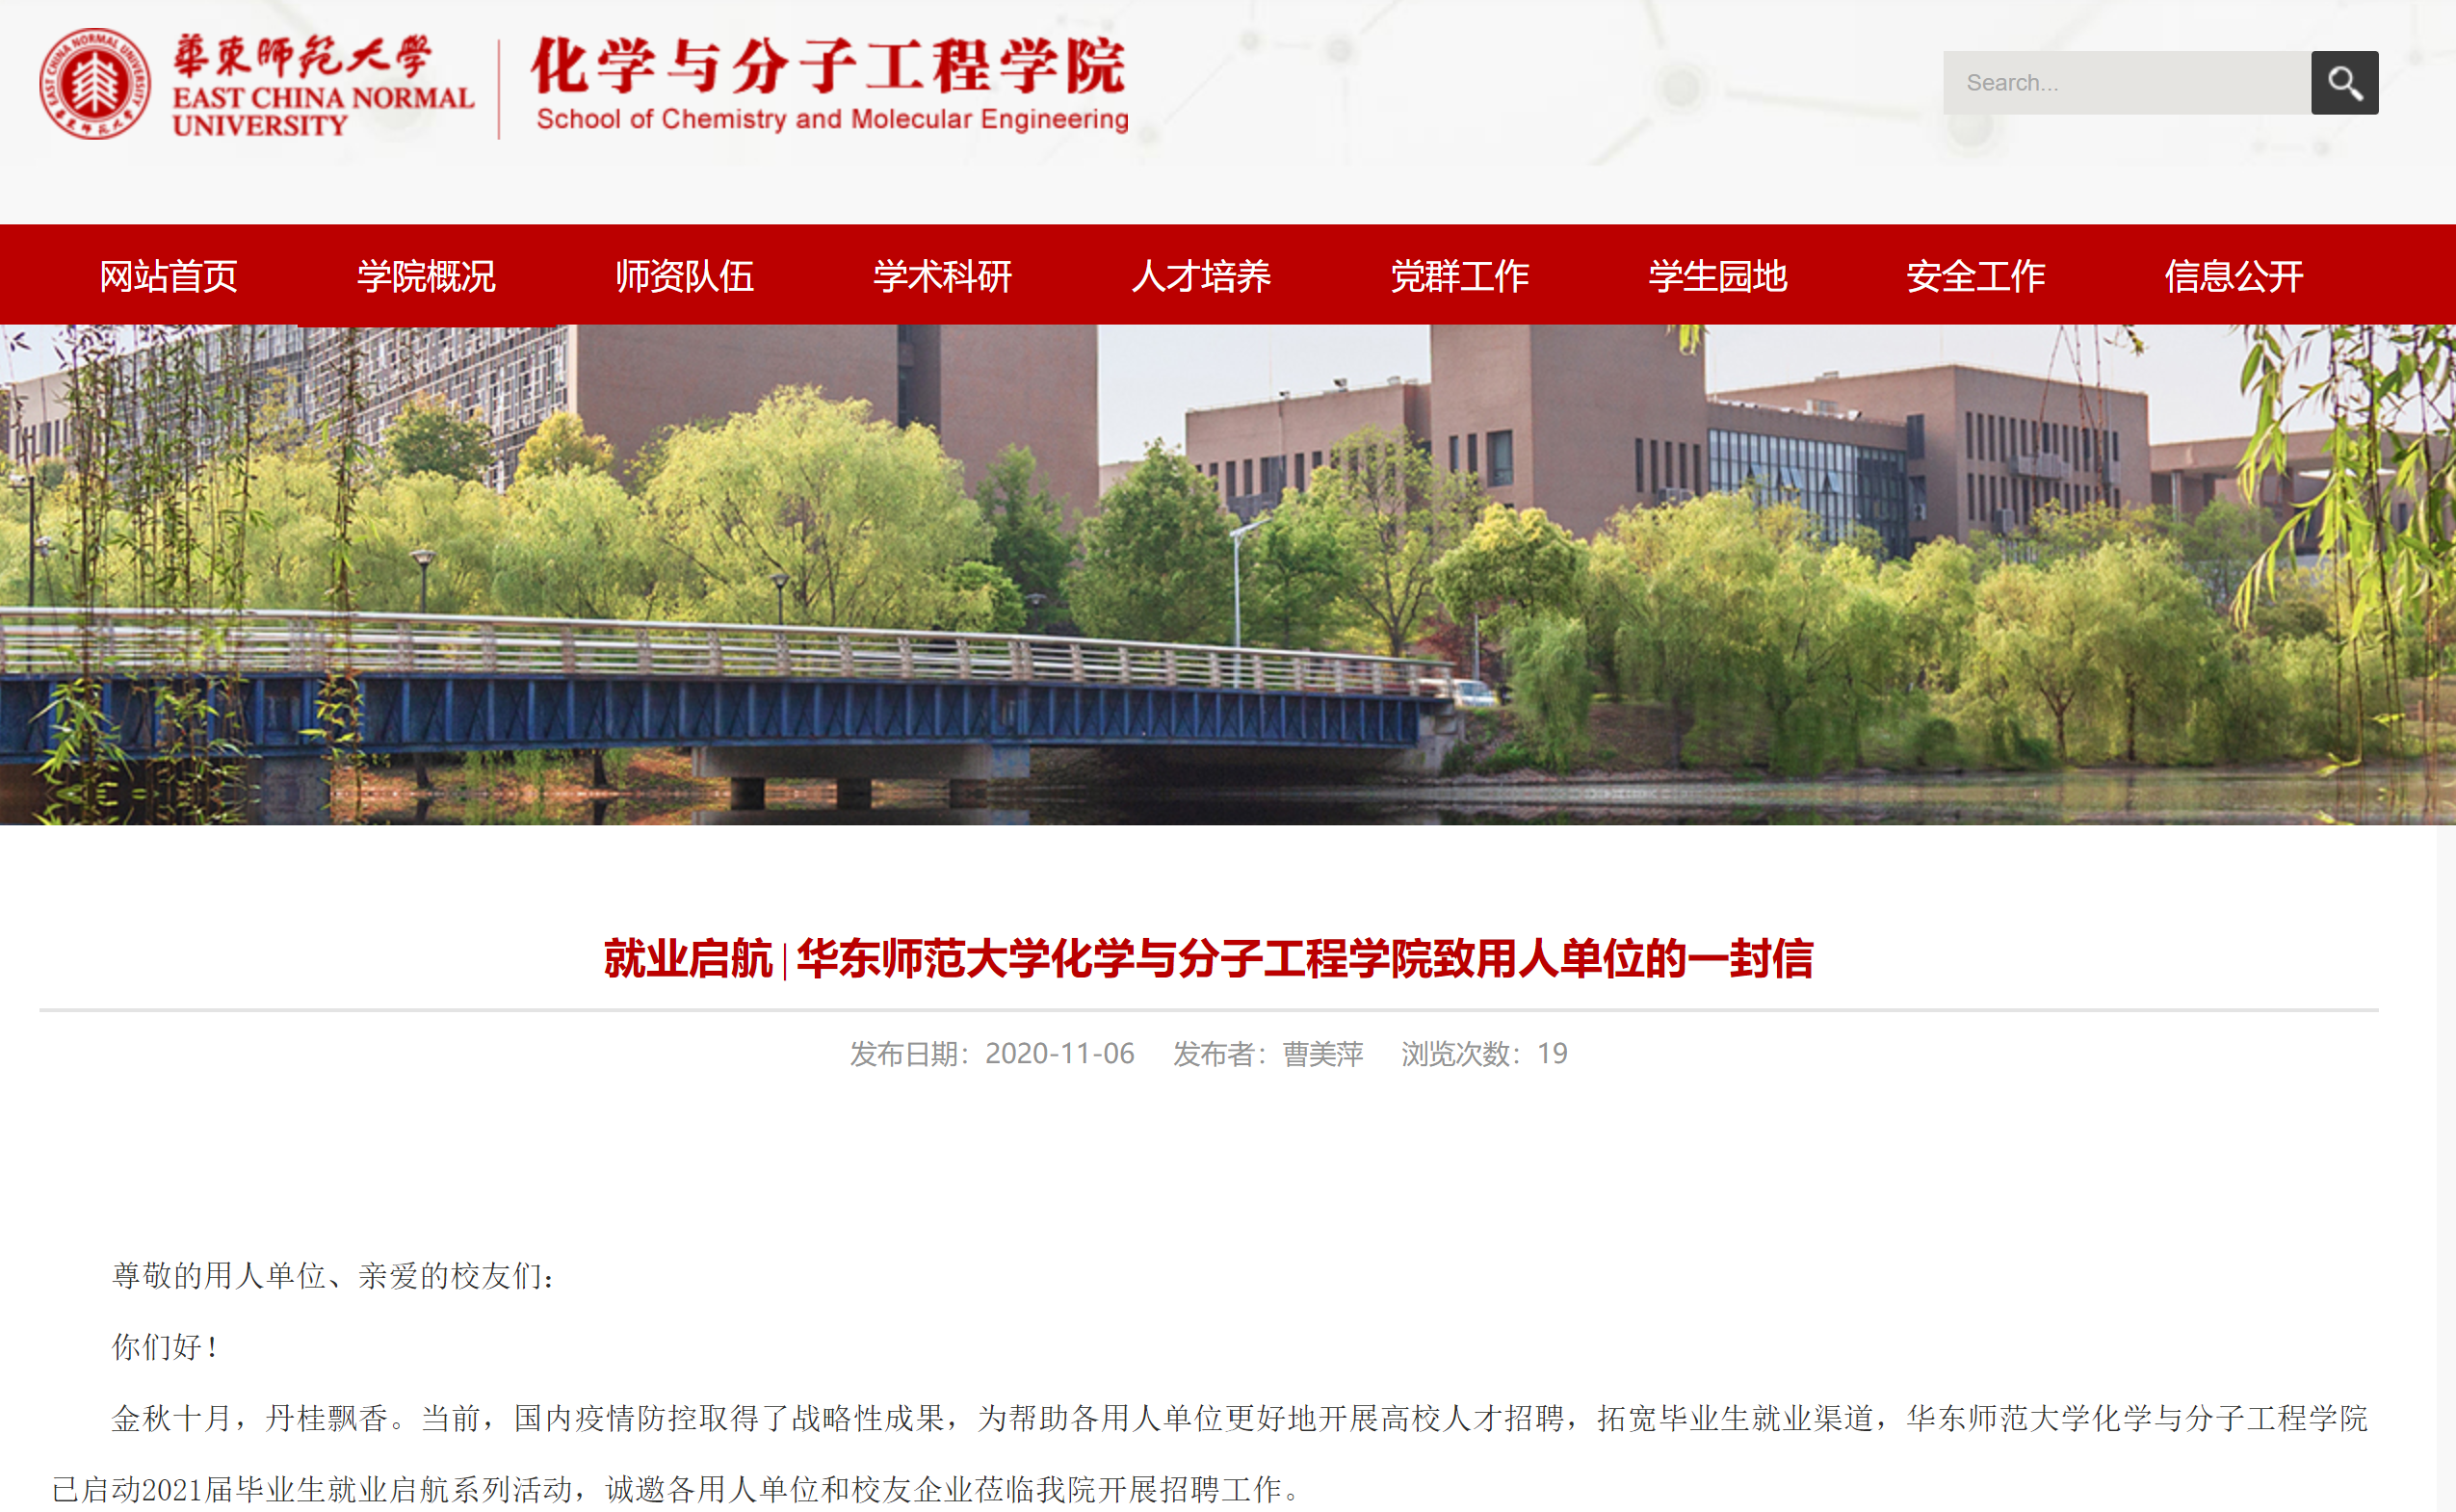 華東師范大學
EAST CHINA NORMAL
UNIVERSITY
EAST CHINA NORMAL UNIVERSITY
華東師范大學
化学与分子工程学院
School of Chemistry and Molecular Engineering
Search...
网站首页 学院概况 师资队伍 学术科研 人才培养 党群工作 学生园地 安全工作 信息公开
就业启航 | 华东师范大学化学与分子工程学院致用人单位的一封信
发布日期：2020-11-06 发布者：曹美萍 浏览次数：19
尊敬的用人单位、亲爱的校友们：
你们好！
金秋十月，丹桂飘香。当前，国内疫情防控取得了战略性成果，为帮助各用人单位更好地开展高校人才招聘，拓宽毕业生就业渠道，华东师范大学化学与分子工程学院
已启动2021届毕业生就业启航系列活动，诚邀各用人单位和校友企业莅临我院开展招聘工作。